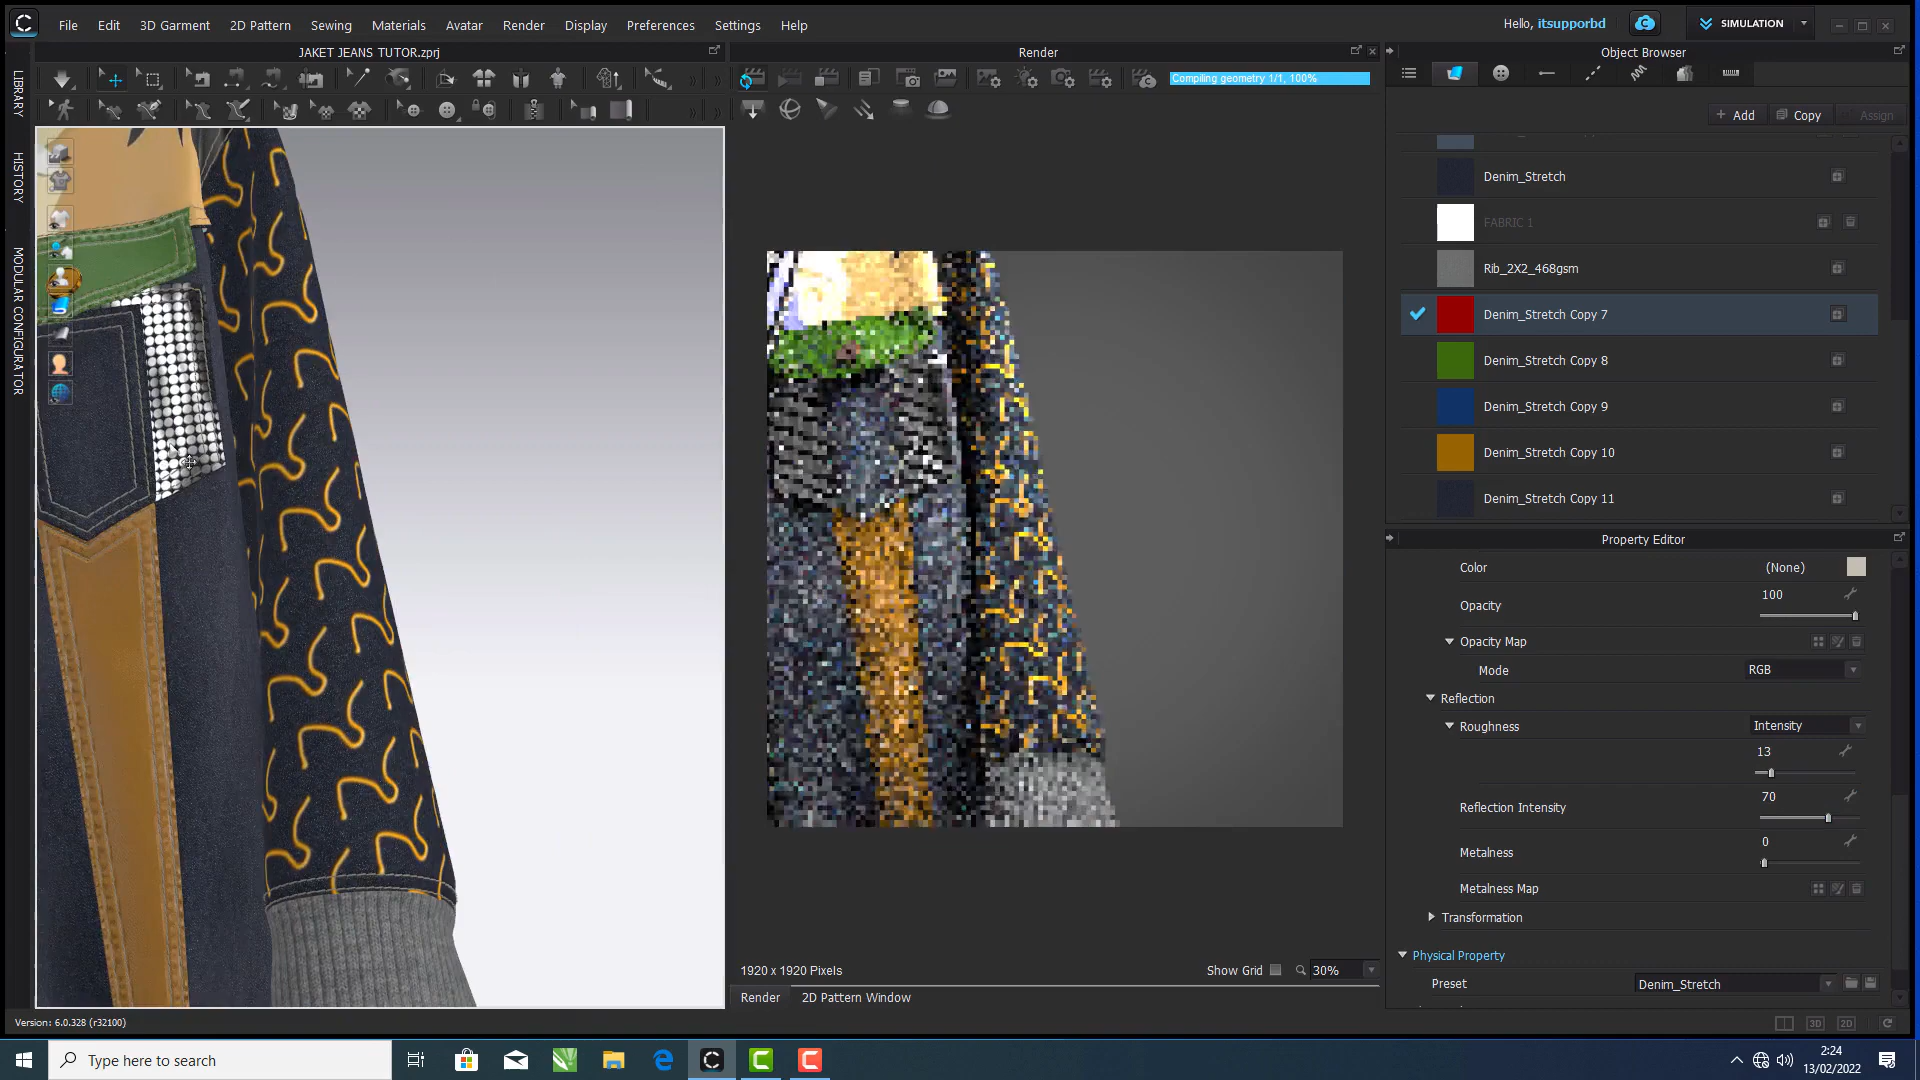 File Edit 3D Garment 2D Pattern Sewing Materials Avatar Render Display Preferences Settings Help
Hello, itsupporbd
SIMULATION
JAKET JEANS TUTOR.zprj
Render
Object Browser
Compiling geometry 1/1, 100%
LIBRARY
HISTORY
MODULAR CONFIGURATOR
Add
Copy
Assign
Denim_Stretch
FABRIC 1
Rib_2X2_468gsm
Denim_Stretch Copy 7
Denim_Stretch Copy 8
Denim_Stretch Copy 9
Denim_Stretch Copy 10
Denim_Stretch Copy 11
Property Editor
Color (None)
Opacity 100
Opacity Map
Mode RGB
Reflection
Roughness Intensity
13
Reflection Intensity 70
Metalness 0
Metalness Map
Transformation
Physical Property
Preset Denim_Stretch
1920 x 1920 Pixels
Show Grid
30%
Render
2D Pattern Window
Version: 6.0.328 (r32100)
3D
2D
Type here to search
2:24
13/02/2022